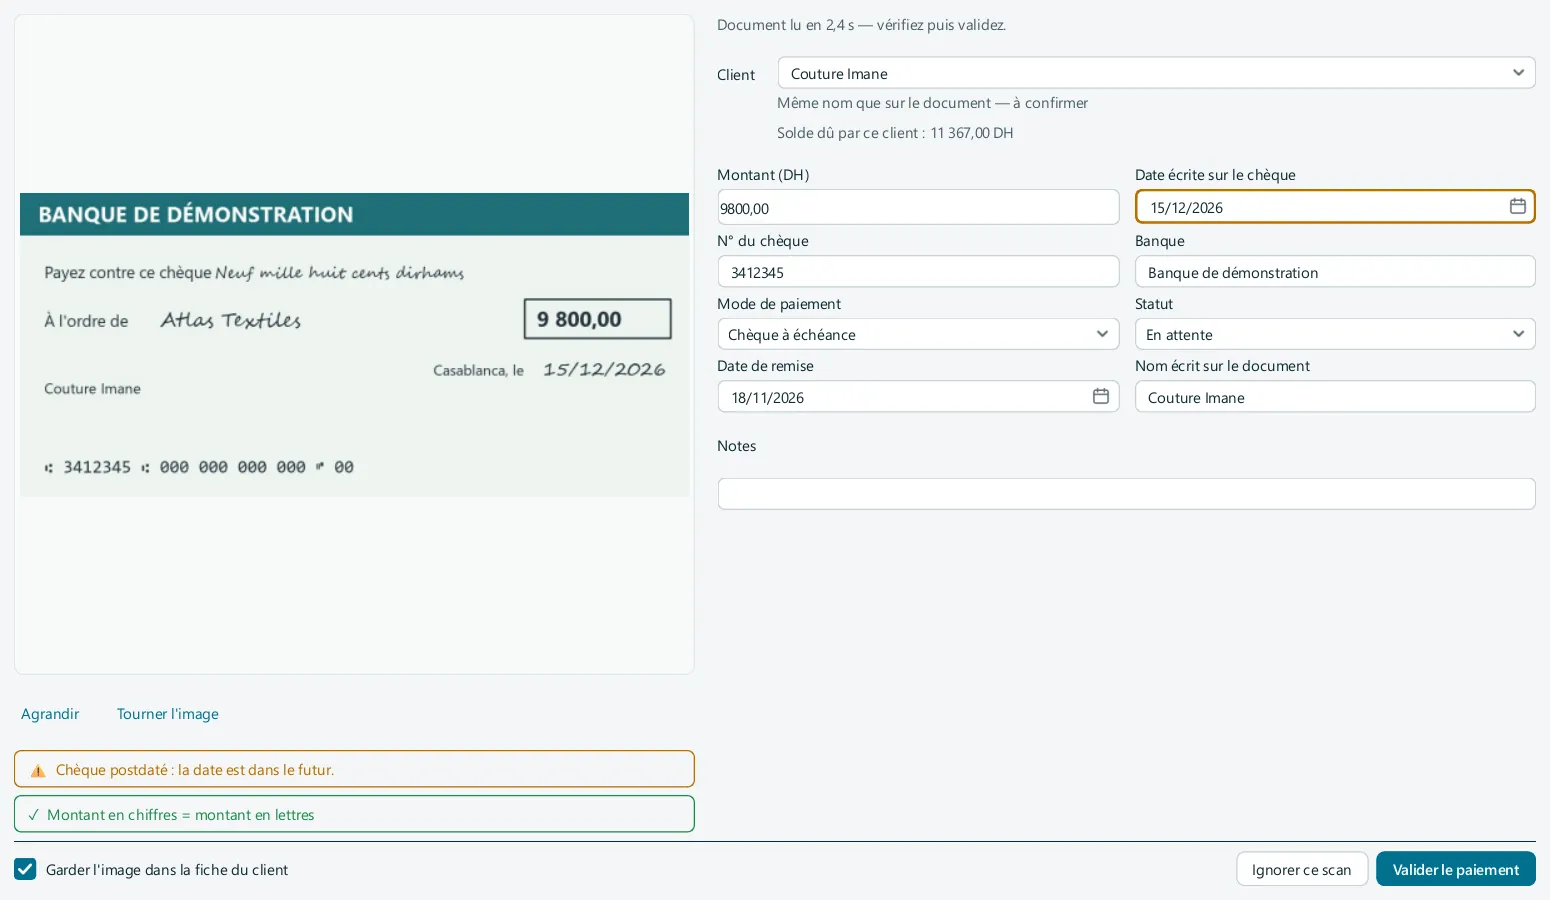 BANQUE DE DÉMONSTRATION
Payez contre ce chèque Neuf mille huit cents dirhams
À l'ordre de Atlas Textiles
9 800,00
Casablanca, le 15/12/2026
Couture Imane
⑆ 3412345 ⑆ 000 000 000 000 ⑈ 00
Agrandir Tourner l'image
⚠ Chèque postdaté : la date est dans le futur.
✓ Montant en chiffres = montant en lettres
Document lu en 2,4 s — vérifiez puis validez.
Client Couture Imane
Même nom que sur le document — à confirmer
Solde dû par ce client : 11 367,00 DH
Montant (DH) Date écrite sur le chèque
9800,00 15/12/2026
N° du chèque Banque
3412345 Banque de démonstration
Mode de paiement Statut
Chèque à échéance En attente
Date de remise Nom écrit sur le document
18/11/2026 Couture Imane
Notes
Garder l'image dans la fiche du client Ignorer ce scan Valider le paiement